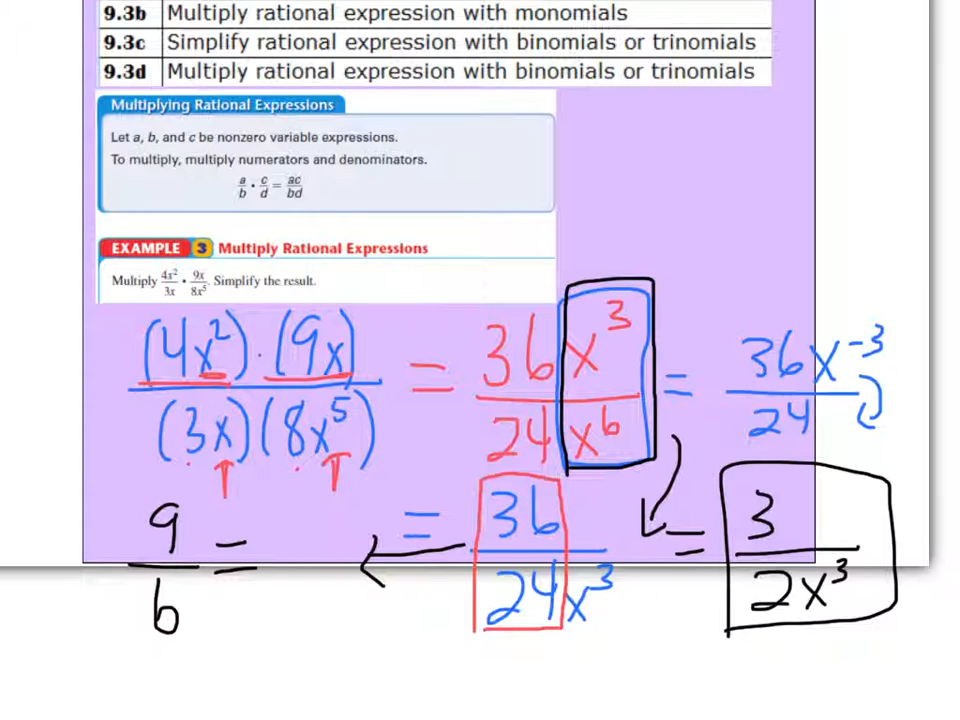 9.3b Multiply rational expression with monomials
9.3c Simplify rational expression with binomials or trinomials
9.3d Multiply rational expression with binomials or trinomials
Multiplying Rational Expressions
Let a, b, and c be nonzero variable expressions.
To multiply, multiply numerators and denominators.
a/b · c/d = ac/bd
EXAMPLE 3 Multiply Rational Expressions
Multiply 4x²/3x · 9x/8x⁵. Simplify the result.
(4x²)·(9x)/(3x)(8x⁵) = 36x³/24x⁶ = 36x⁻³/24
9/6 = = 36/24x³ = 3/2x³